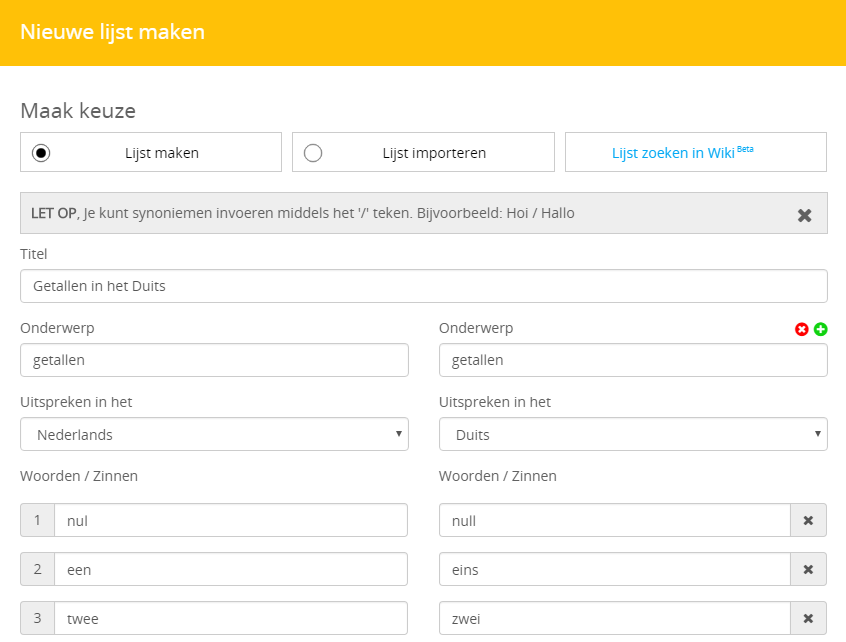 Nieuwe lijst maken
Maak keuze
Lijst maken
Lijst importeren
Lijst zoeken in Wiki Beta
LET OP, Je kunt synoniemen invoeren middels het '/' teken. Bijvoorbeeld: Hoi / Hallo
Titel
Getallen in het Duits
Onderwerp
Onderwerp
getallen
getallen
Uitspreken in het
Uitspreken in het
Nederlands
Duits
Woorden / Zinnen
Woorden / Zinnen
1 nul
null
2 een
eins
3 twee
zwei